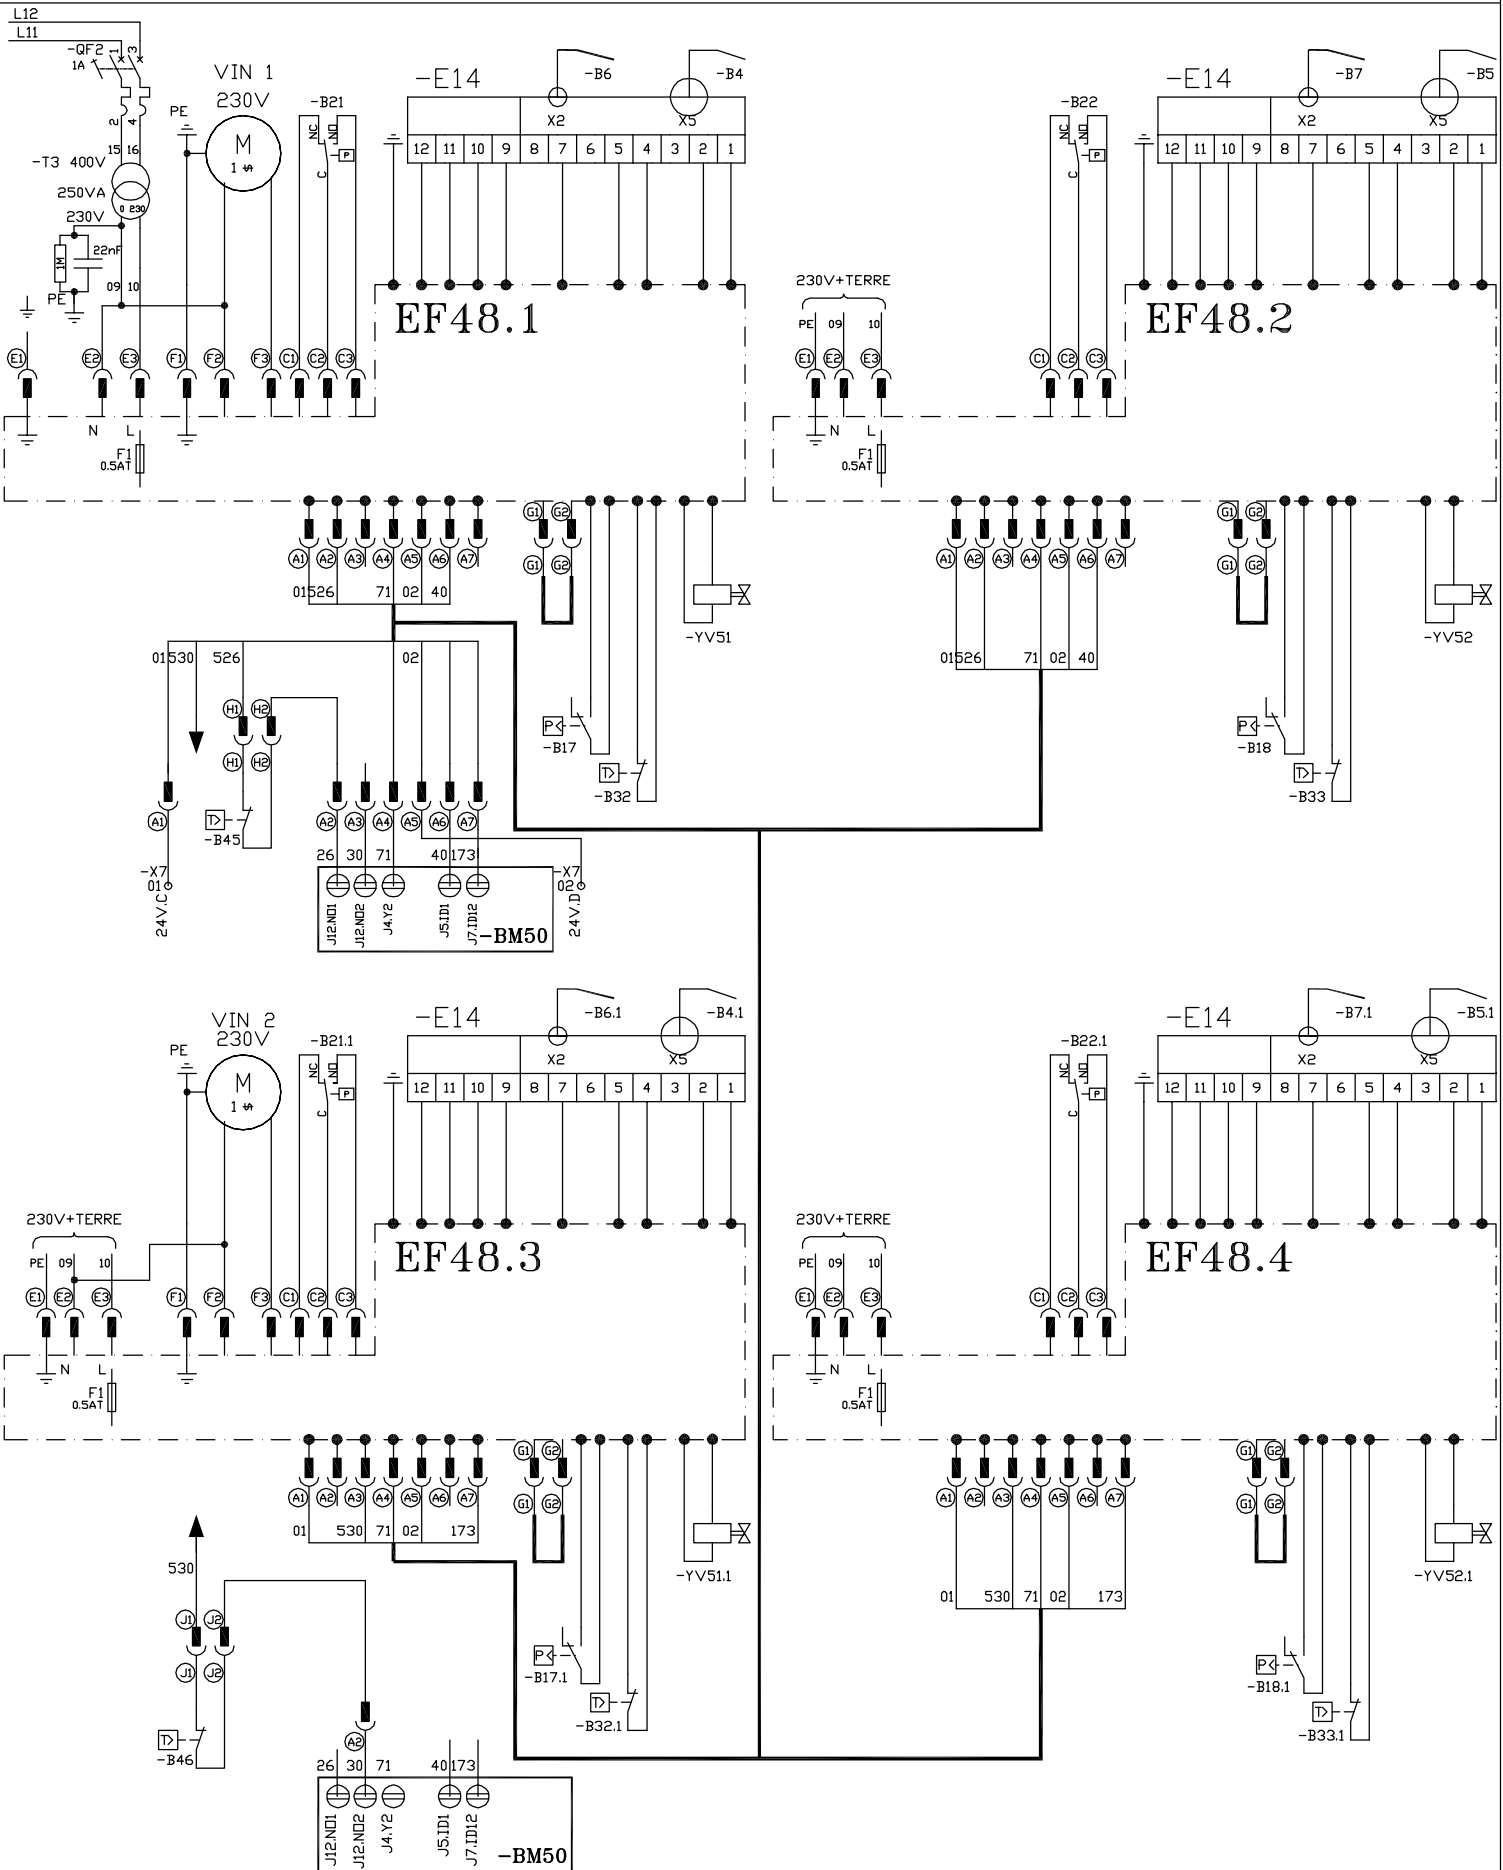 L12
L11
-QF2 1 3
1A
2 4
15 16
-T3 400V
250VA
0 230
230V
1M 22nF
09 10
PE
VIN 1
230V
PE
M
1
-B21
NC NO
C P
-E14 -B6 -B4
X2 X5
12 11 10 9 8 7 6 5 4 3 2 1
EF48.1
E1 E2 E3 F1 F2 F3 C1 C2 C3
N L
F1
0.5AT
A1 A2 A3 A4 A5 A6 A7
G1 G2
G1 G2
01 526 71 02 40
-YV51
01 530 526 02
H1 H2
H1 H2
P<
-B17
T>
-B32
T>
-B45
A1 A2 A3 A4 A5 A6 A7
26 30 71 40 173
-X7
01
24V.C
-X7
02
24V.D
J12.NO1 J12.NO2 J4.Y2 J5.ID1 J7.ID12
-BM50
-B22
NC NO
C P
-E14 -B7 -B5
X2 X5
12 11 10 9 8 7 6 5 4 3 2 1
230V+TERRE
PE 09 10
EF48.2
E1 E2 E3 C1 C2 C3
N L
F1
0.5AT
A1 A2 A3 A4 A5 A6 A7
G1 G2
G1 G2
01 526 71 02 40
-YV52
P<
-B18
T>
-B33
VIN 2
230V
PE
M
1
-B21.1
NC NO
C P
-E14 -B6.1 -B4.1
X2 X5
12 11 10 9 8 7 6 5 4 3 2 1
230V+TERRE
PE 09 10
EF48.3
E1 E2 E3 F1 F2 F3 C1 C2 C3
N L
F1
0.5AT
A1 A2 A3 A4 A5 A6 A7
G1 G2
G1 G2
01 530 71 02 173
-YV51.1
530
J1 J2
J1 J2
P<
-B17.1
T>
-B32.1
T>
-B46
A2
26 30 71 40 173
J12.NO1 J12.NO2 J4.Y2 J5.ID1 J7.ID12
-BM50
-B22.1
NC NO
C P
-E14 -B7.1 -B5.1
X2 X5
12 11 10 9 8 7 6 5 4 3 2 1
230V+TERRE
PE 09 10
EF48.4
E1 E2 E3 C1 C2 C3
N L
F1
0.5AT
A1 A2 A3 A4 A5 A6 A7
G1 G2
G1 G2
01 530 71 02 173
-YV52.1
P<
-B18.1
T>
-B33.1